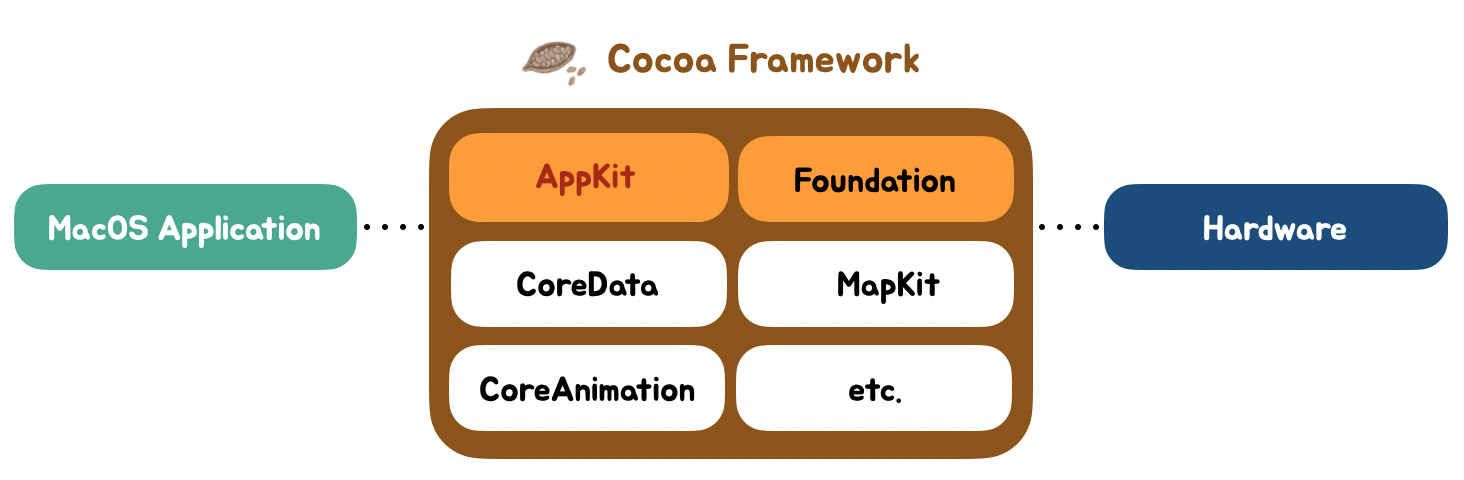 Cocoa Framework
AppKit
Foundation
MacOS Application
Hardware
CoreData
MapKit
CoreAnimation
etc.